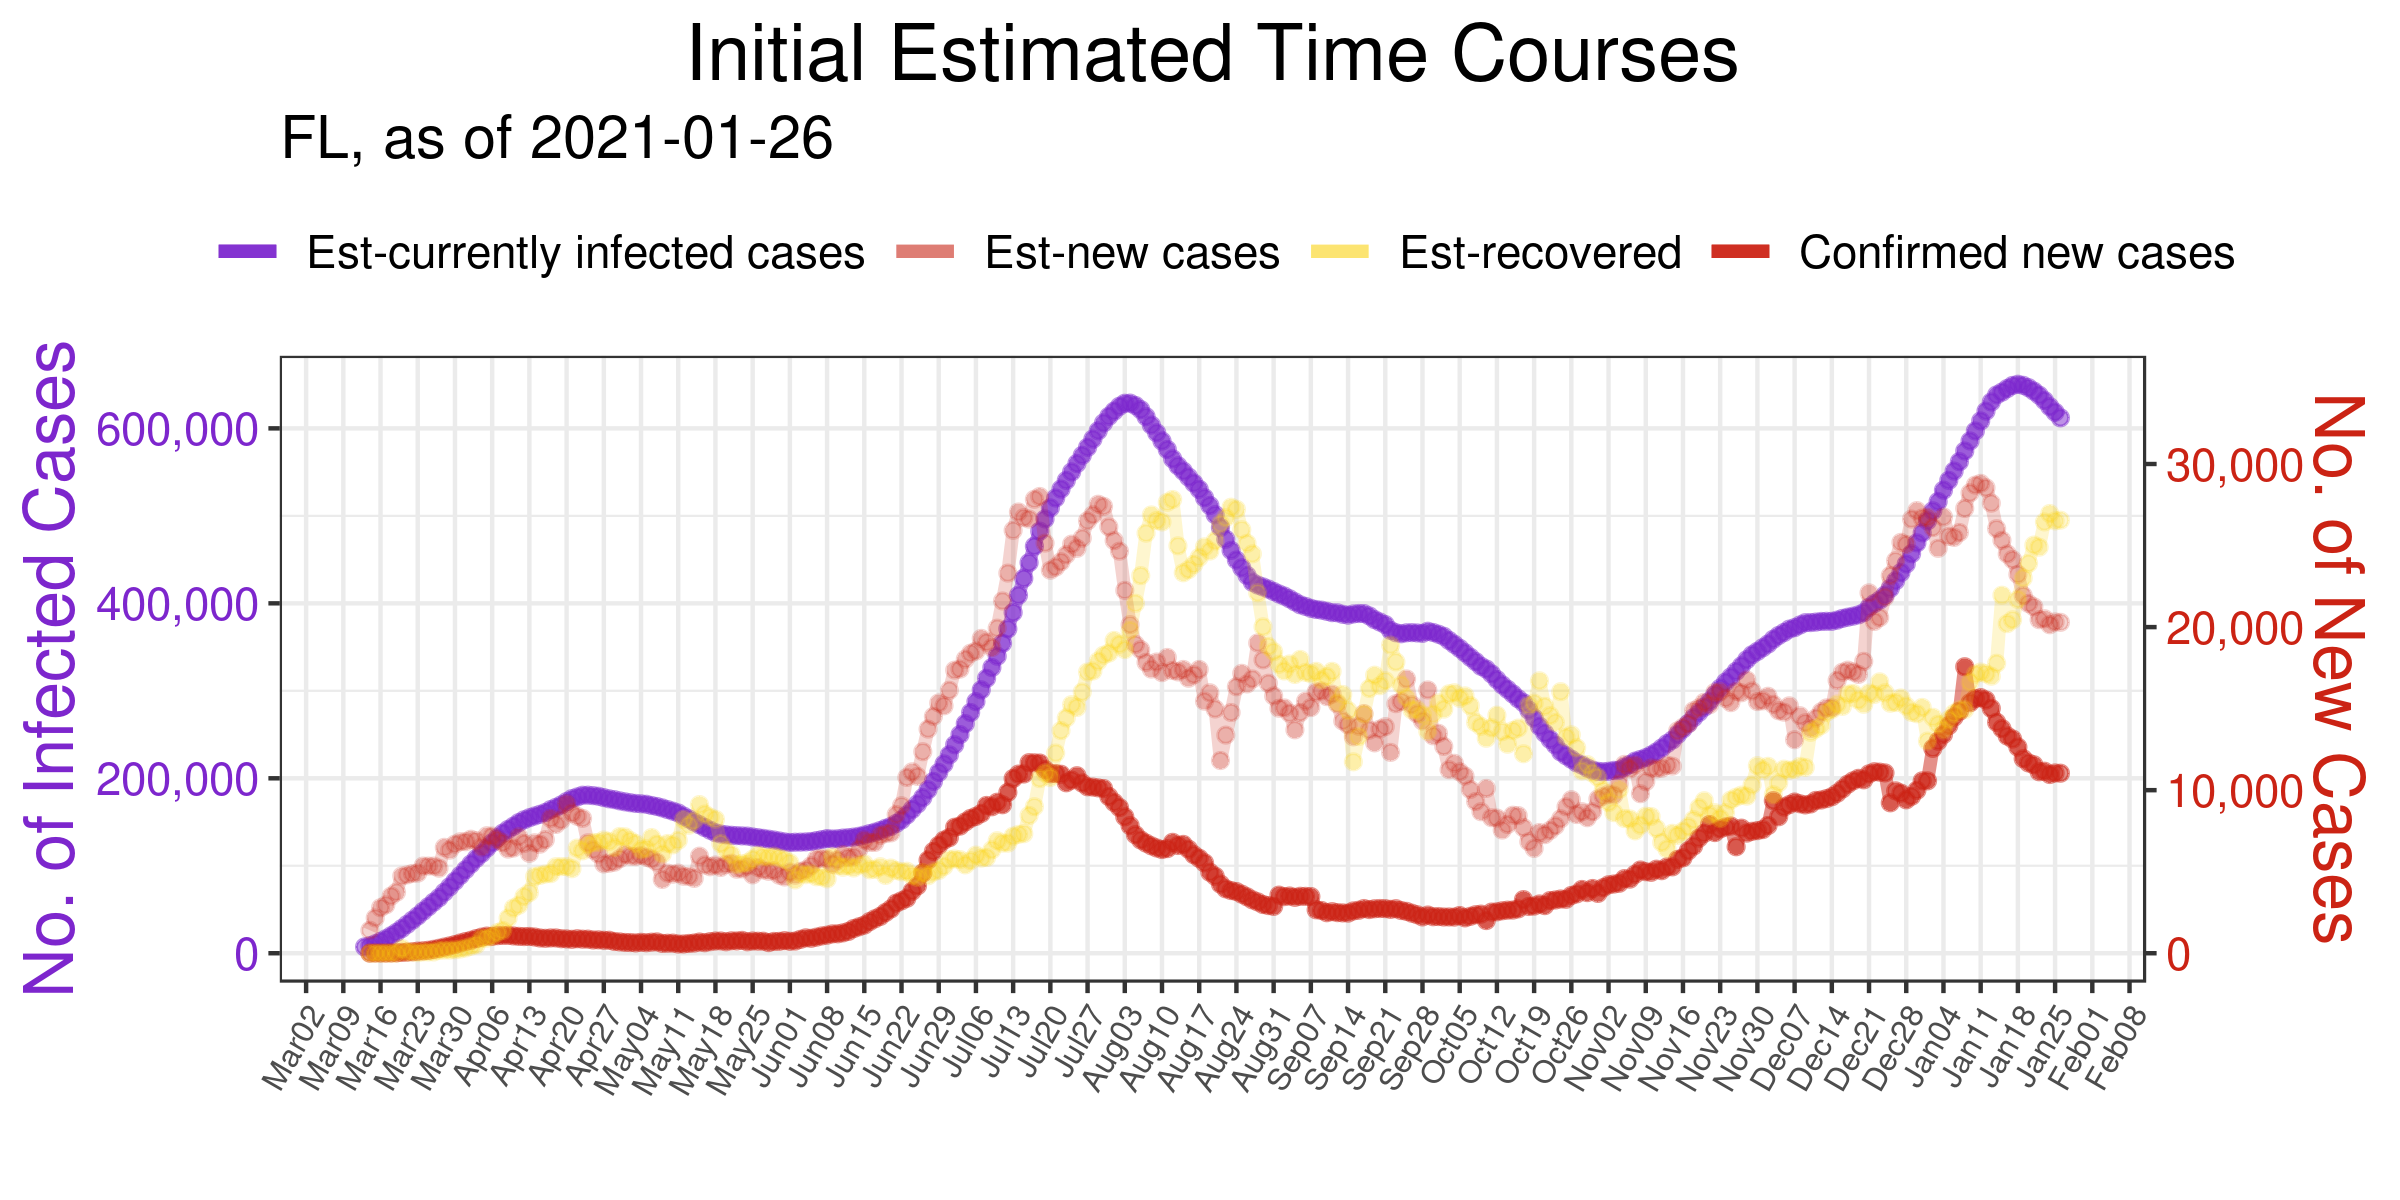 Initial Estimated Time Courses
FL, as of 2021-01-26
Est-currently infected cases
Est-new cases
Est-recovered
Confirmed new cases
No. of Infected Cases
600,000
400,000
200,000
0
30,000
20,000
10,000
0
No. of New Cases
Mar02
Mar09
Mar16
Mar23
Mar30
Apr06
Apr13
Apr20
Apr27
May04
May11
May18
May25
Jun01
Jun08
Jun15
Jun22
Jun29
Jul06
Jul13
Jul20
Jul27
Aug03
Aug10
Aug17
Aug24
Aug31
Sep07
Sep14
Sep21
Sep28
Oct05
Oct12
Oct19
Oct26
Nov02
Nov09
Nov16
Nov23
Nov30
Dec07
Dec14
Dec21
Dec28
Jan04
Jan11
Jan18
Jan25
Feb01
Feb08